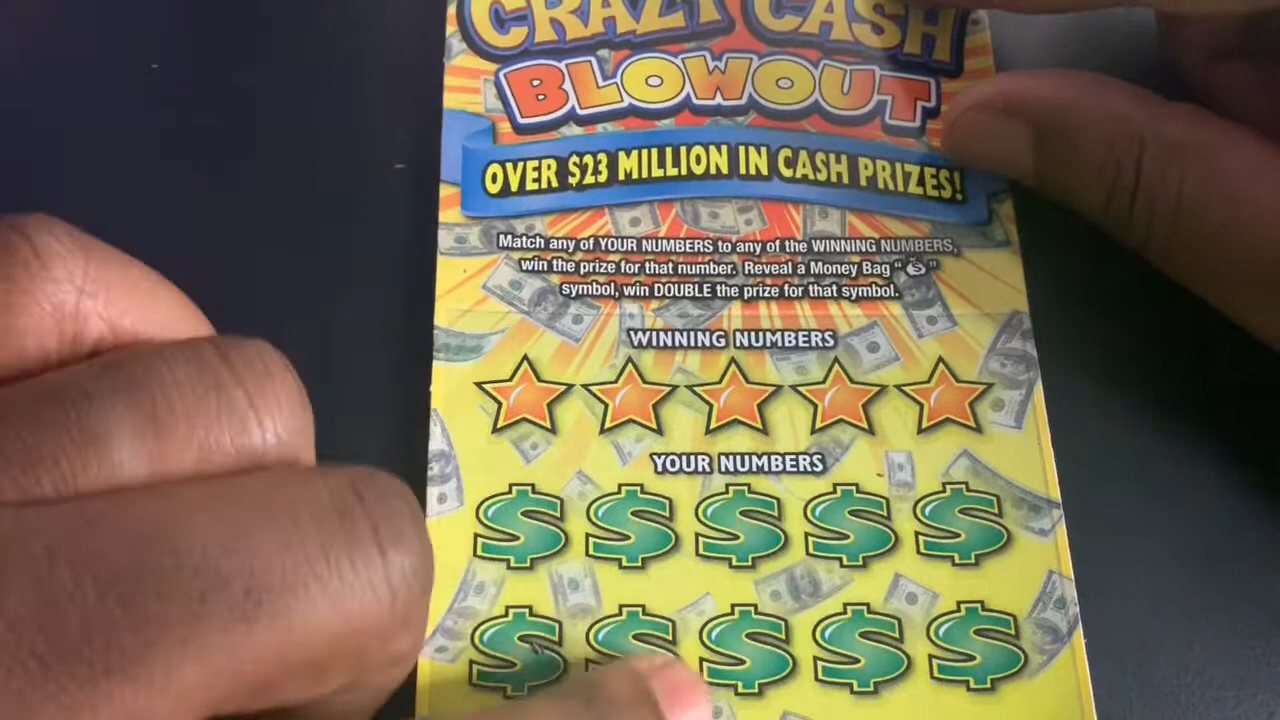 CRAZY CASH
BLOWOUT
OVER $23 MILLION IN CASH PRIZES!
Match any of YOUR NUMBERS to any of the WINNING NUMBERS,
win the prize for that number. Reveal a Money Bag " "
symbol, win DOUBLE the prize for that symbol.
WINNING NUMBERS
YOUR NUMBERS
$ $ $ $ $
$ $ $ $ $